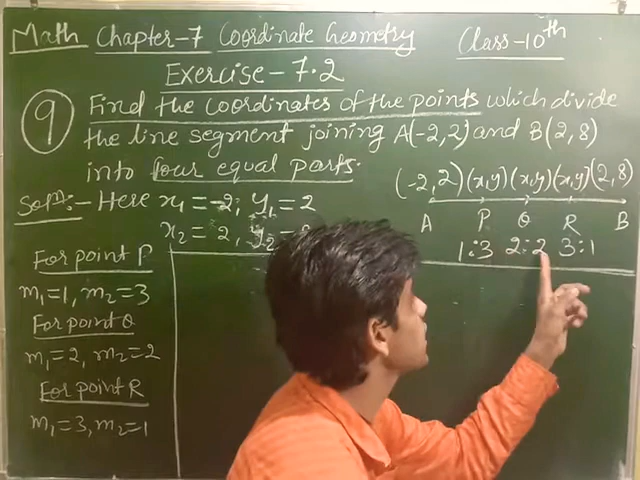 Math Chapter-7 Coordinate Geometry Class-10th
Exercise-7.2
9 Find the coordinates of the points which divide
the line segment joining A(-2,2) and B(2,8)
into four equal parts.
(-2,2) (x,y) (x,y) (x,y) (2,8)
A P Q R B
1:3 2:2 3:1
Soln:- Here x₁ = -2; y₁ = 2
x₂ = 2, y₂ =
For point P
m₁=1, m₂=3
For point Q
m₁=2, m₂=2
For point R
m₁=3, m₂=1